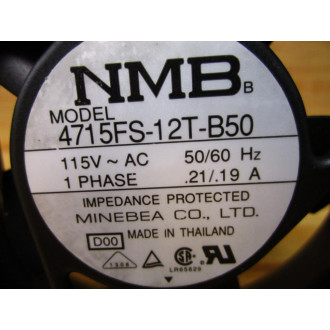 NMB B
MODEL
4715FS-12T-B50
115V ~ AC 50/60 Hz
1 PHASE .21/.19 A
IMPEDANCE PROTECTED
MINEBEA CO., LTD.
D00 MADE IN THAILAND
LR65829